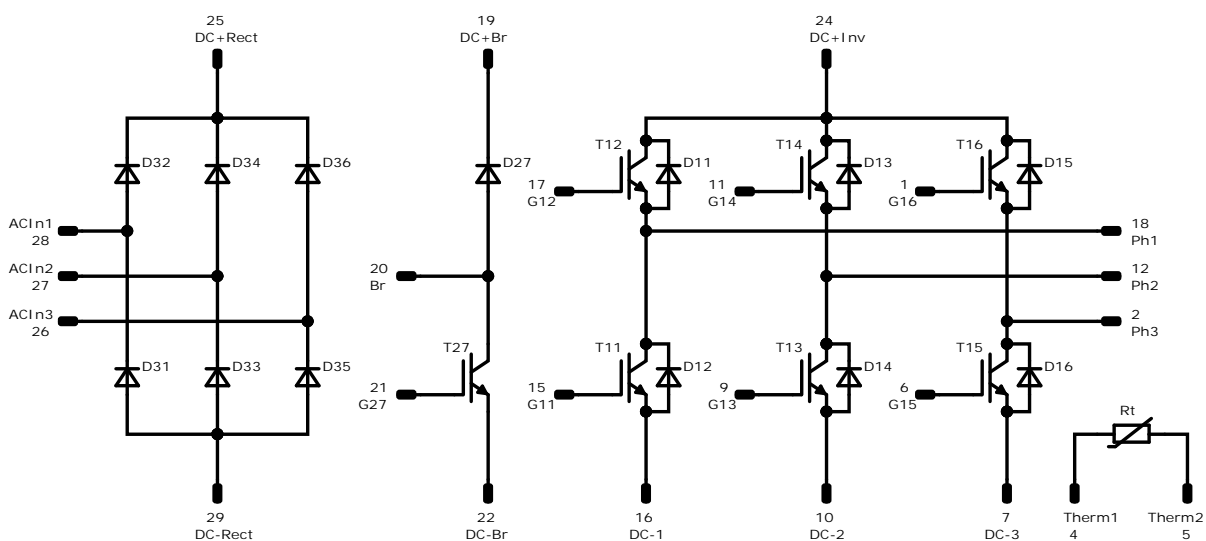 25
DC+Rect
19
DC+Br
24
DC+Inv
D32
D34
D36
D27
T12
D11
T14
D13
T16
D15
17
G12
11
G14
1
G16
ACIn1
28
ACIn2
27
ACIn3
26
20
Br
18
Ph1
12
Ph2
2
Ph3
D31
D33
D35
T27
T11
D12
T13
D14
T15
D16
21
G27
15
G11
9
G13
6
G15
Rt
29
DC-Rect
22
DC-Br
16
DC-1
10
DC-2
7
DC-3
Therm1
4
Therm2
5